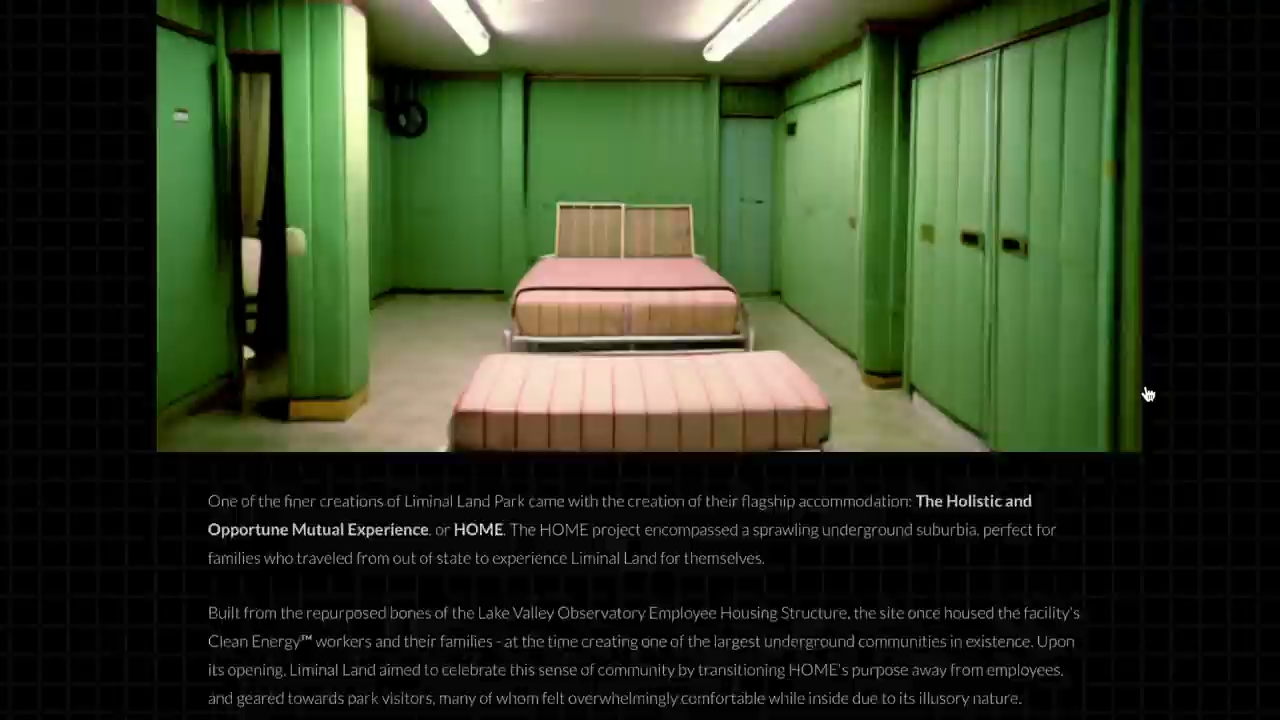 One of the finer creations of Liminal Land Park came with the creation of their flagship accommodation: The Holistic and
Opportune Mutual Experience, or HOME. The HOME project encompassed a sprawling underground suburbia, perfect for
families who traveled from out of state to experience Liminal Land for themselves.
Built from the repurposed bones of the Lake Valley Observatory Employee Housing Structure, the site once housed the facility's
Clean Energy™ workers and their families - at the time creating one of the largest underground communities in existence. Upon
its opening, Liminal Land aimed to celebrate this sense of community by transitioning HOME's purpose away from employees,
and geared towards park visitors, many of whom felt overwhelmingly comfortable while inside due to its illusory nature.